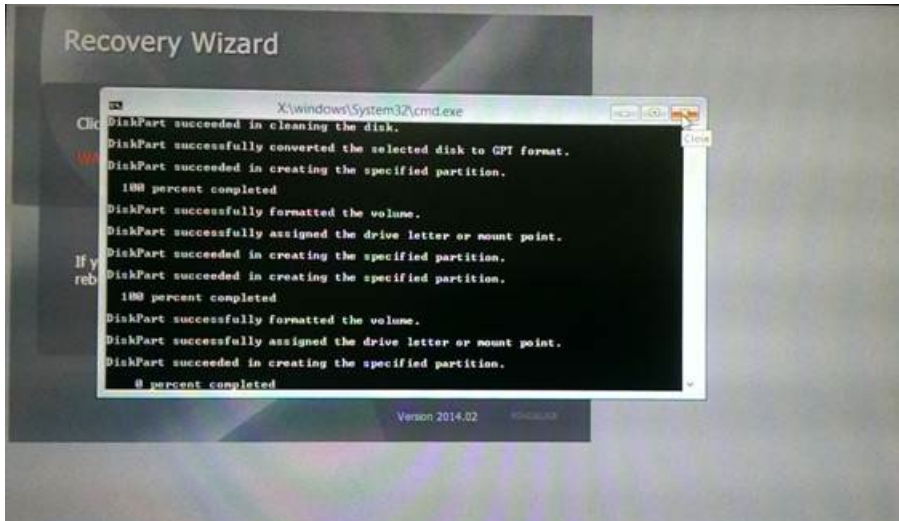 Recovery Wizard
X:\windows\System32\cmd.exe
Clic
DiskPart succeeded in cleaning the disk.
Close
DiskPart successfully converted the selected disk to GPT format.
WA
DiskPart succeeded in creating the specified partition.
100 percent completed
DiskPart successfully formatted the volume.
DiskPart successfully assigned the drive letter or mount point.
If y
DiskPart succeeded in creating the specified partition.
reb
DiskPart succeeded in creating the specified partition.
100 percent completed
DiskPart successfully formatted the volume.
DiskPart successfully assigned the drive letter or mount point.
DiskPart succeeded in creating the specified partition.
0 percent completed
Version 2014.02